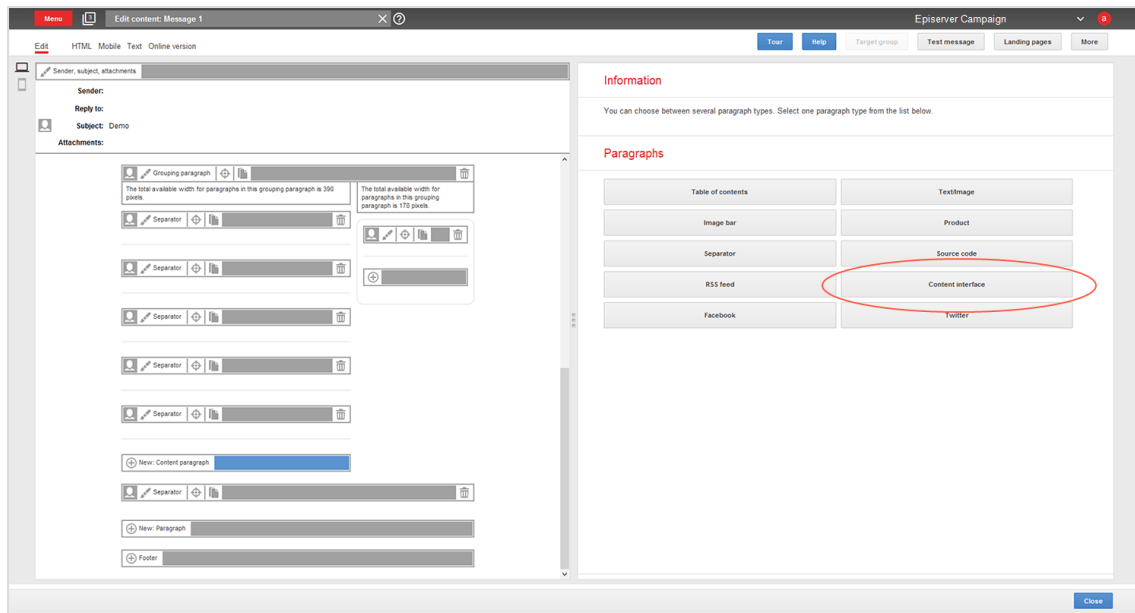 Menu
3
Edit content: Message 1
Episerver Campaign
a
Edit
HTML
Mobile
Text
Online version
Tour
Help
Target group
Test message
Landing pages
More
Sender, subject, attachments
Sender:
Reply to:
Subject: Demo
Attachments:
Grouping paragraph
The total available width for paragraphs in this grouping paragraph is 390
pixels.
The total available width for
paragraphs in this grouping
paragraph is 178 pixels.
Separator
Separator
Separator
Separator
Separator
New: Content paragraph
Separator
New: Paragraph
Footer
Information
You can choose between several paragraph types. Select one paragraph type from the list below.
Paragraphs
Table of contents
Text/Image
Image bar
Product
Separator
Source code
RSS feed
Content interface
Facebook
Twitter
Close